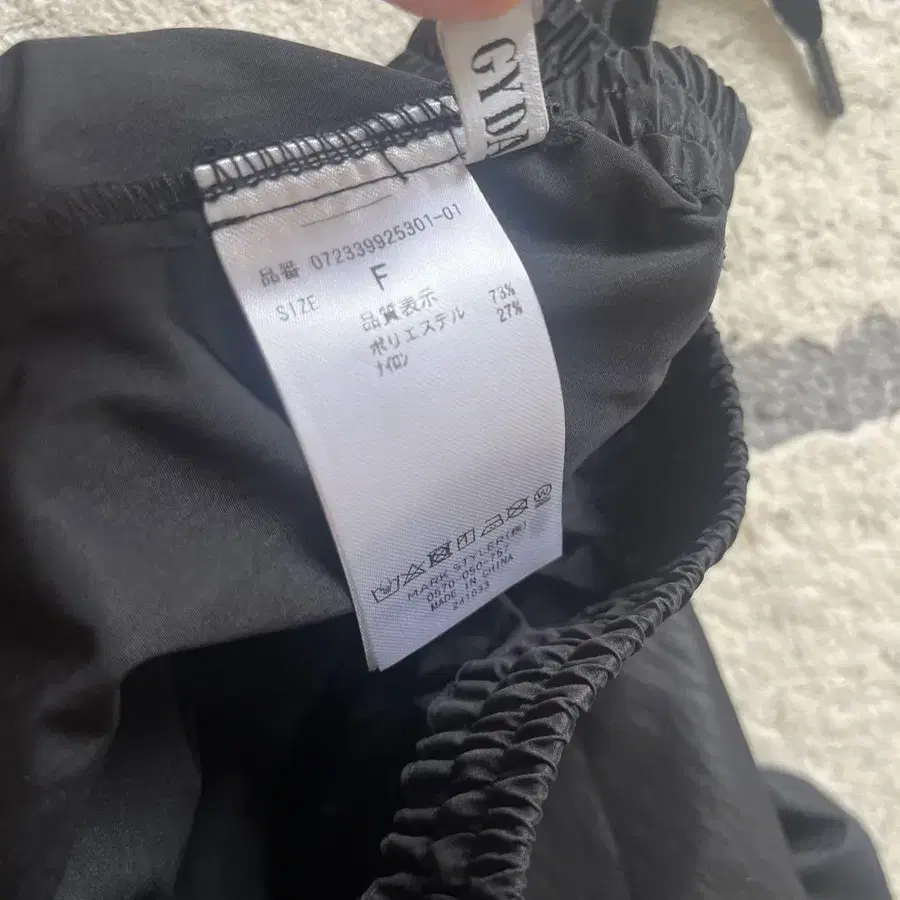 GYDA
品番 072339925301-01
SIZE F
品質表示
ポリエステル 73%
ナイロン 27%
MARK STYLER(株)
0570-050-757
MADE IN CHINA
241033